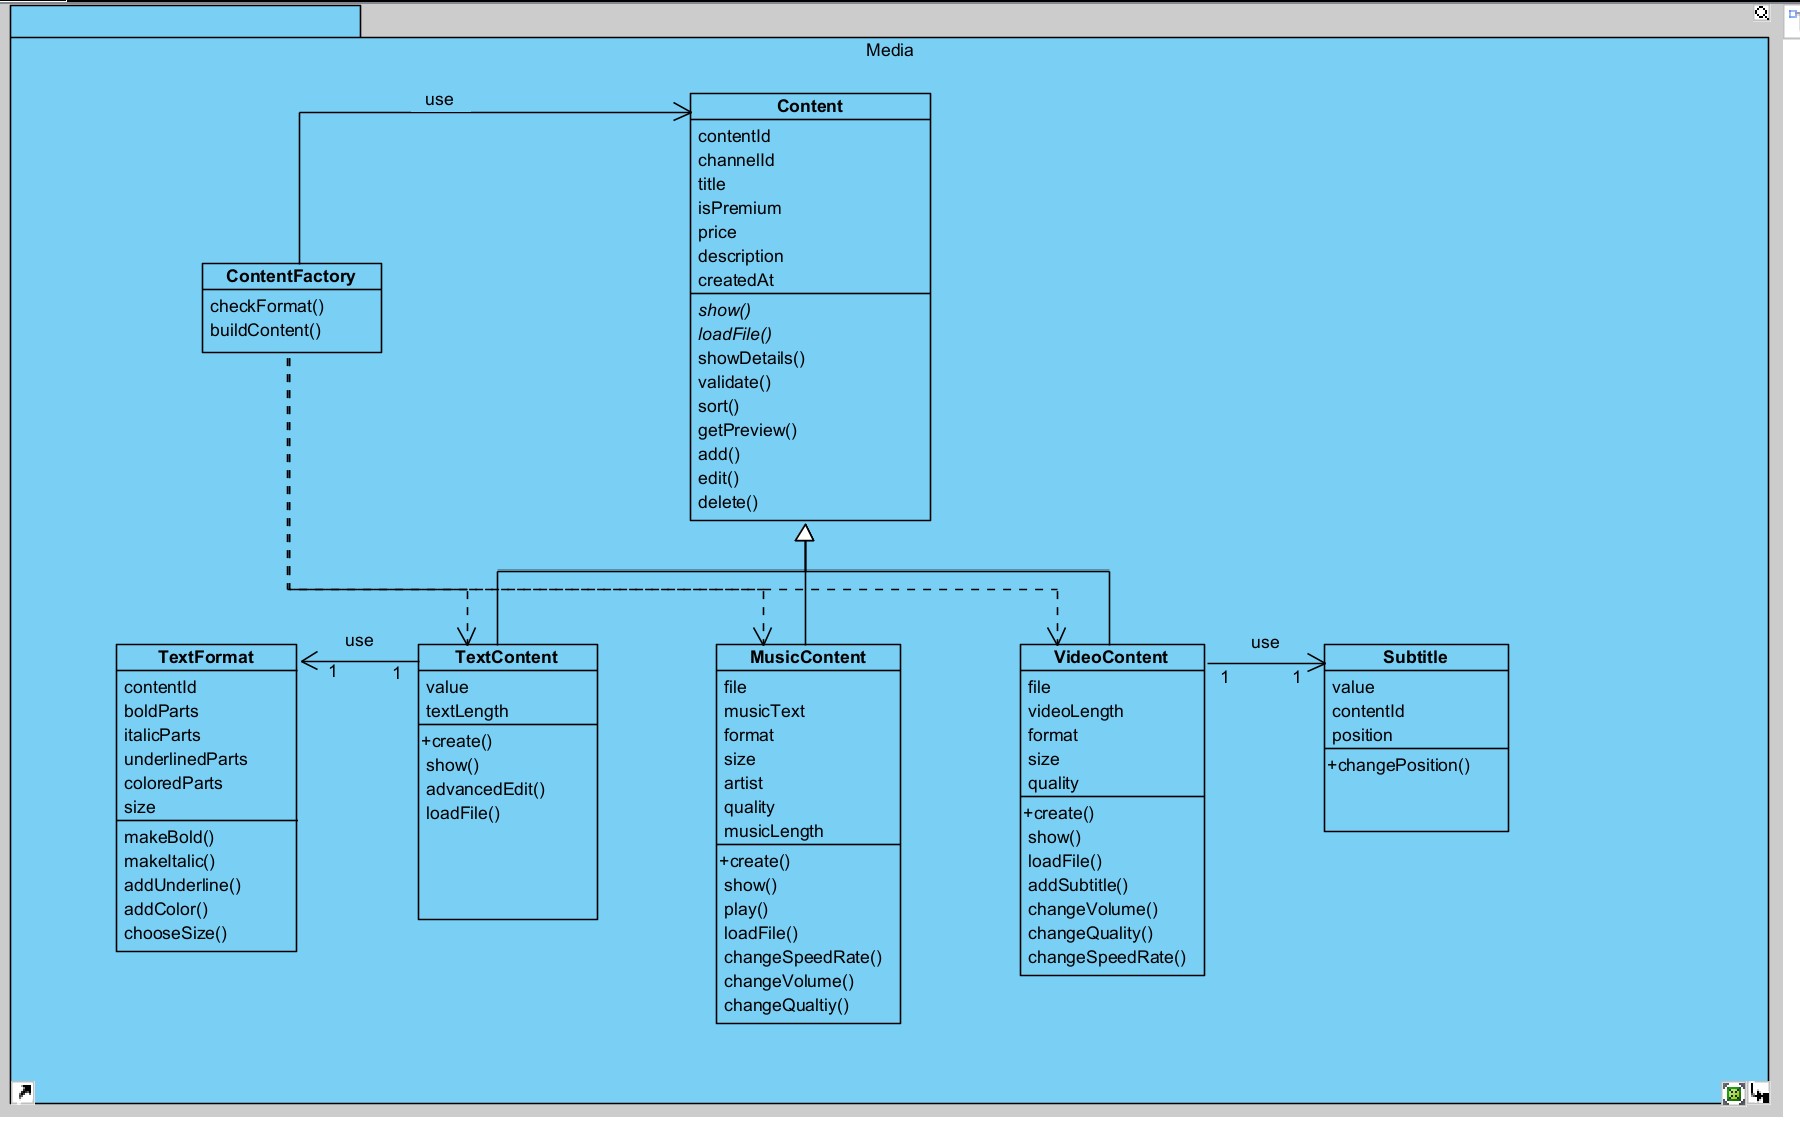 Media
use
Content
contentId
channelId
title
isPremium
price
description
createdAt
show()
loadFile()
showDetails()
validate()
sort()
getPreview()
add()
edit()
delete()
ContentFactory
checkFormat()
buildContent()
use
1
1
use
1
1
TextFormat
contentId
boldParts
italicParts
underlinedParts
coloredParts
size
makeBold()
makeItalic()
addUnderline()
addColor()
chooseSize()
TextContent
value
textLength
+create()
show()
advancedEdit()
loadFile()
MusicContent
file
musicText
format
size
artist
quality
musicLength
+create()
show()
play()
loadFile()
changeSpeedRate()
changeVolume()
changeQualtiy()
VideoContent
file
videoLength
format
size
quality
+create()
show()
loadFile()
addSubtitle()
changeVolume()
changeQuality()
changeSpeedRate()
Subtitle
value
contentId
position
+changePosition()